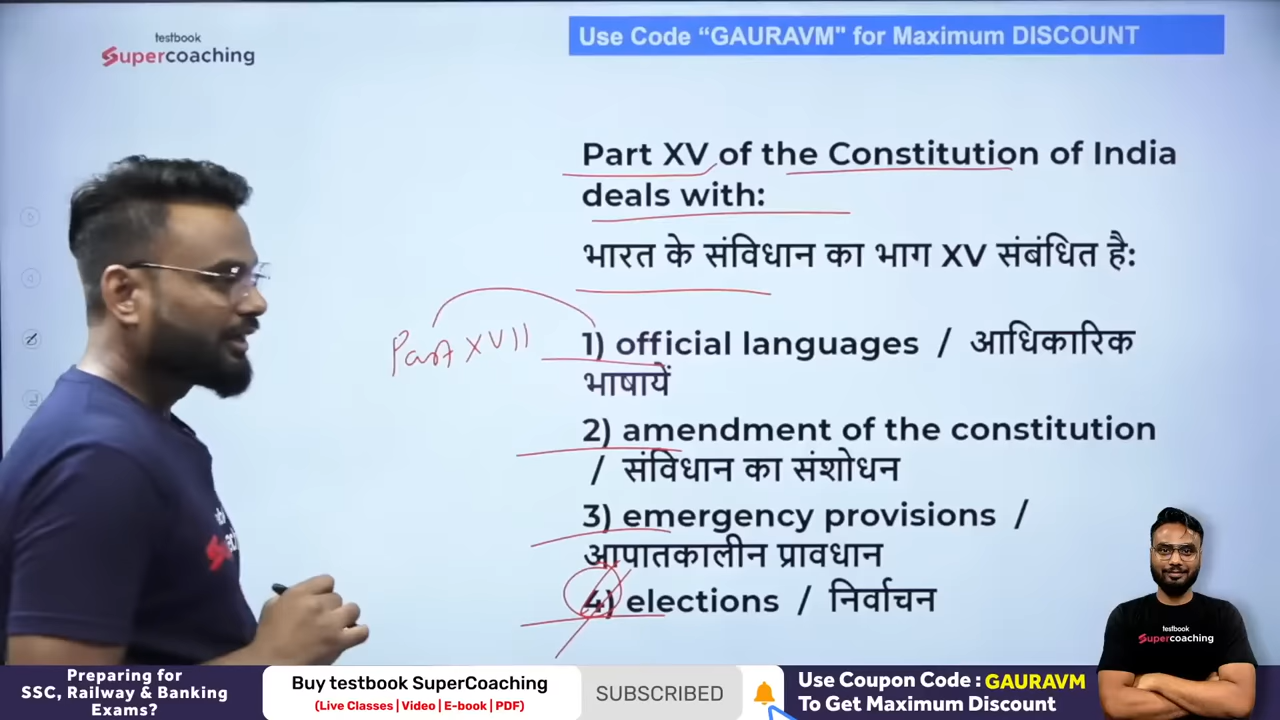 testbook
Supercoaching
Use Code “GAURAVM" for Maximum DISCOUNT
Part XV of the Constitution of India
deals with:
भारत के संविधान का भाग XV संबंधित है:
Part XVII
1) official languages / आधिकारिक
भाषायें
2) amendment of the constitution
/ संविधान का संशोधन
3) emergency provisions /
आपातकालीन प्रावधान
4) elections / निर्वाचन
testbook
Supercoaching
Preparing for
SSC, Railway & Banking
Exams?
Buy testbook SuperCoaching
(Live Classes | Video | E-book | PDF)
SUBSCRIBED
Use Coupon Code : GAURAVM
To Get Maximum Discount